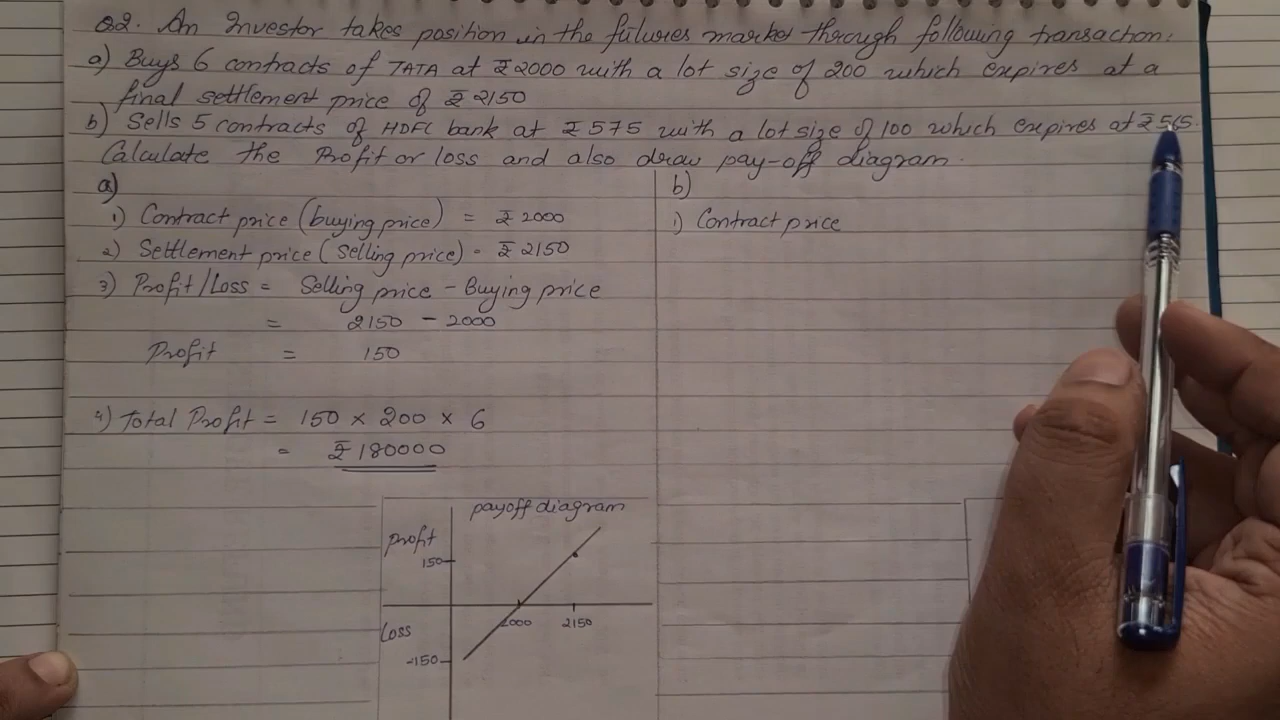 Q2. An Investor takes position in the futures market through following transaction:
a) Buys 6 contracts of TATA at ₹2000 with a lot size of 200 which expires at a
final settlement price of ₹2150
b) Sells 5 contracts of HDFC bank at ₹575 with a lot size of 100 which expires at ₹565.
Calculate the Profit or loss and also draw pay-off diagram.
a)
1) Contract price (buying price) = ₹2000
2) Settlement price (selling price) = ₹2150
3) Profit/Loss = Selling price - Buying price
= 2150 - 2000
Profit = 150
4) Total Profit = 150 × 200 × 6
= ₹180000
payoff diagram
Profit
150
2000 2150
Loss
-150
b)
1) Contract price